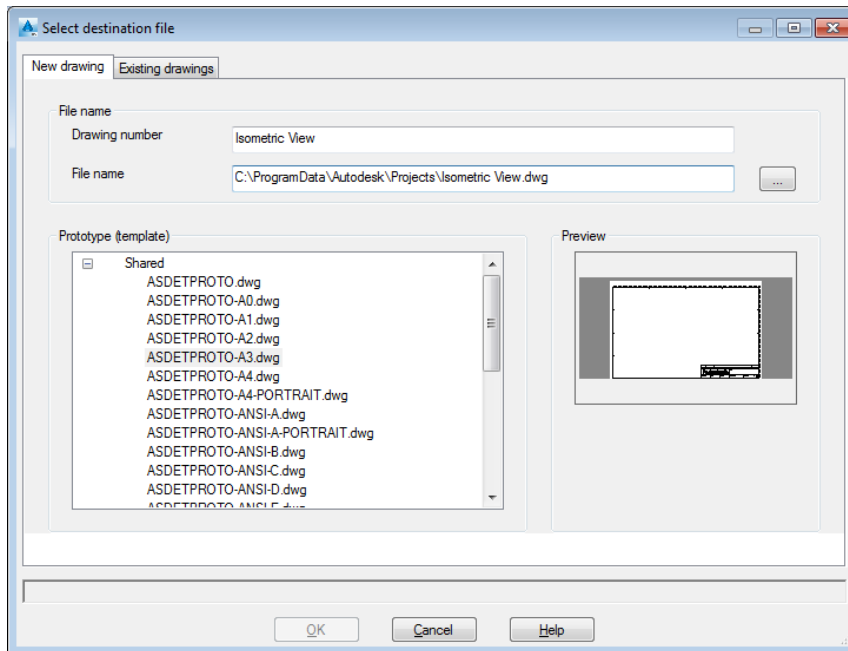 Select destination file
New drawing
Existing drawings
File name
Drawing number
Isometric View
File name
C:\ProgramData\Autodesk\Projects\Isometric View.dwg
...
Prototype (template)
Shared
ASDETPROTO.dwg
ASDETPROTO-A0.dwg
ASDETPROTO-A1.dwg
ASDETPROTO-A2.dwg
ASDETPROTO-A3.dwg
ASDETPROTO-A4.dwg
ASDETPROTO-A4-PORTRAIT.dwg
ASDETPROTO-ANSI-A.dwg
ASDETPROTO-ANSI-A-PORTRAIT.dwg
ASDETPROTO-ANSI-B.dwg
ASDETPROTO-ANSI-C.dwg
ASDETPROTO-ANSI-D.dwg
Preview
OK
Cancel
Help